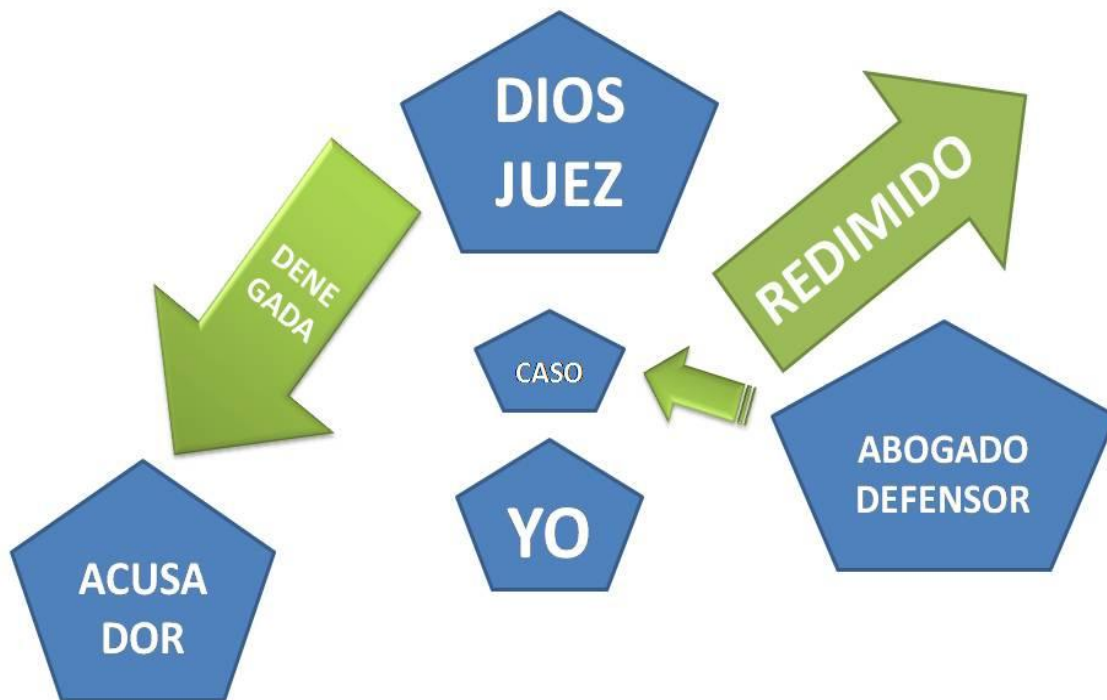 DIOS
JUEZ
DENE
GADA
REDIMIDO
CASO
ABOGADO
DEFENSOR
YO
ACUSA
DOR